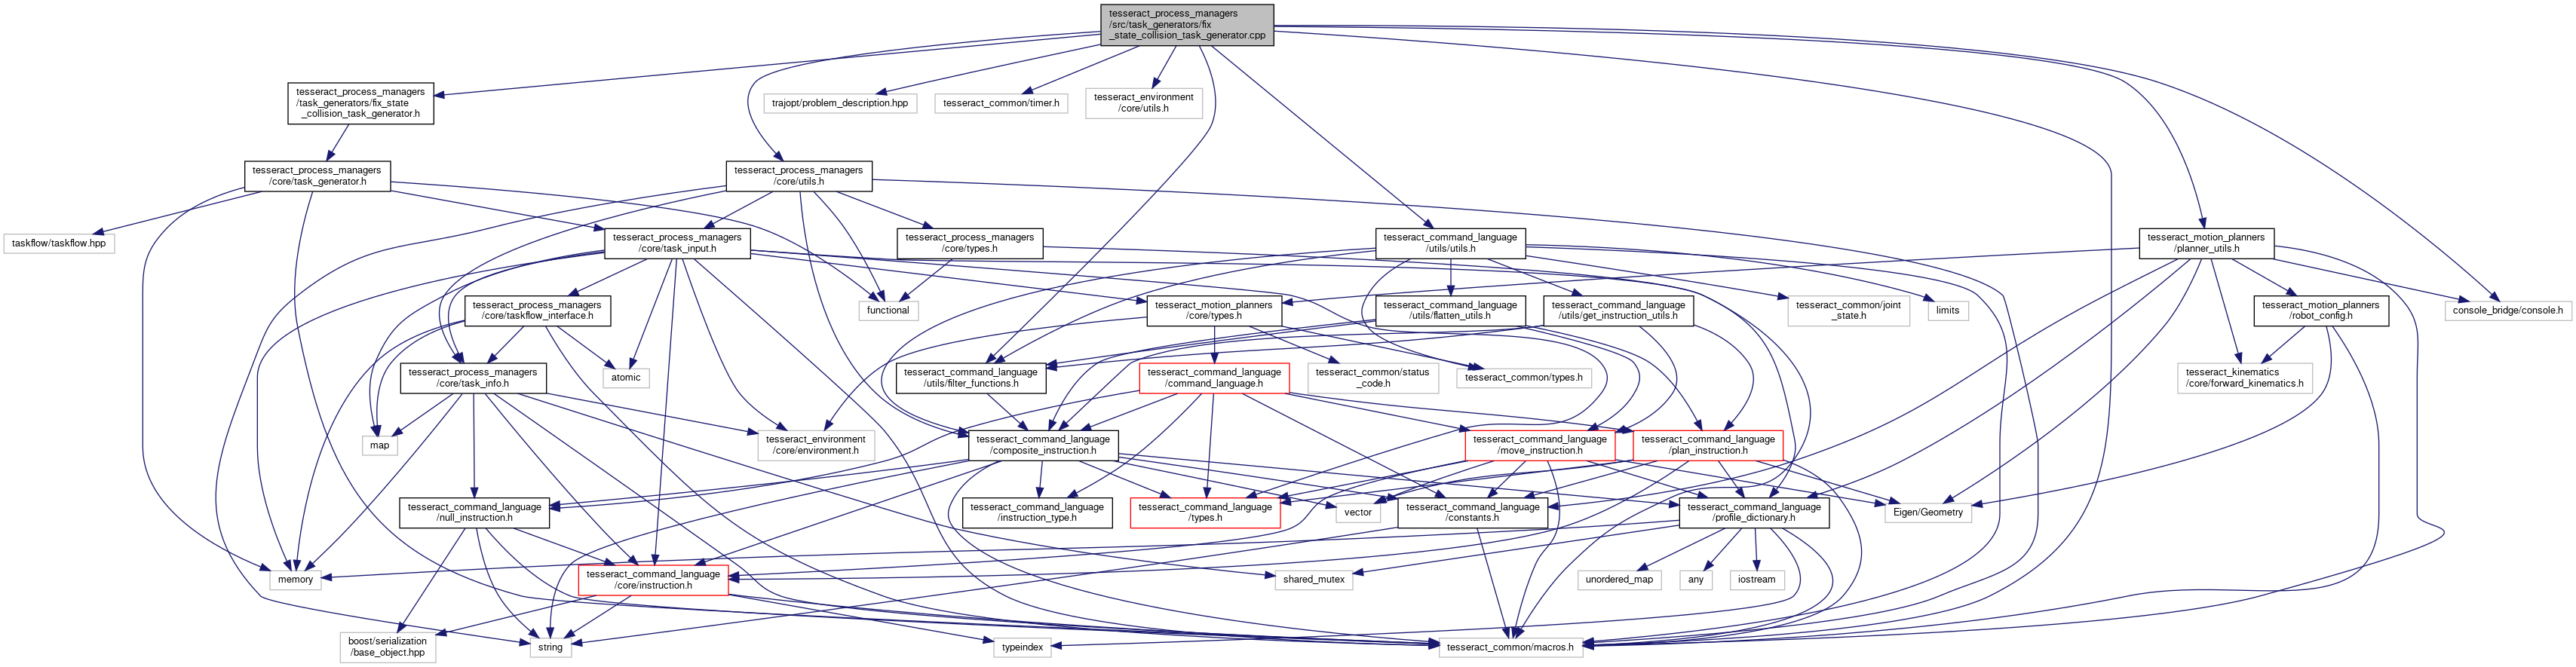 tesseract_process_managers
/src/task_generators/fix
_state_collision_task_generator.cpp
tesseract_process_managers
/task_generators/fix_state
_collision_task_generator.h
trajopt/problem_description.hpp
tesseract_common/timer.h
tesseract_environment
/core/utils.h
tesseract_process_managers
/core/task_generator.h
tesseract_process_managers
/core/utils.h
taskflow/taskflow.hpp
tesseract_process_managers
/core/task_input.h
tesseract_process_managers
/core/types.h
tesseract_command_language
/utils/utils.h
tesseract_motion_planners
/planner_utils.h
tesseract_process_managers
/core/taskflow_interface.h
functional
tesseract_motion_planners
/core/types.h
tesseract_command_language
/utils/flatten_utils.h
tesseract_command_language
/utils/get_instruction_utils.h
tesseract_common/joint
_state.h
limits
tesseract_motion_planners
/robot_config.h
console_bridge/console.h
tesseract_process_managers
/core/task_info.h
atomic
tesseract_command_language
/utils/filter_functions.h
tesseract_command_language
/command_language.h
tesseract_common/status
_code.h
tesseract_common/types.h
tesseract_kinematics
/core/forward_kinematics.h
map
tesseract_environment
/core/environment.h
tesseract_command_language
/composite_instruction.h
tesseract_command_language
/move_instruction.h
tesseract_command_language
/plan_instruction.h
tesseract_command_language
/null_instruction.h
tesseract_command_language
/instruction_type.h
tesseract_command_language
/types.h
vector
tesseract_command_language
/constants.h
tesseract_command_language
/profile_dictionary.h
Eigen/Geometry
memory
tesseract_command_language
/core/instruction.h
shared_mutex
unordered_map
any
iostream
boost/serialization
/base_object.hpp
string
typeindex
tesseract_common/macros.h